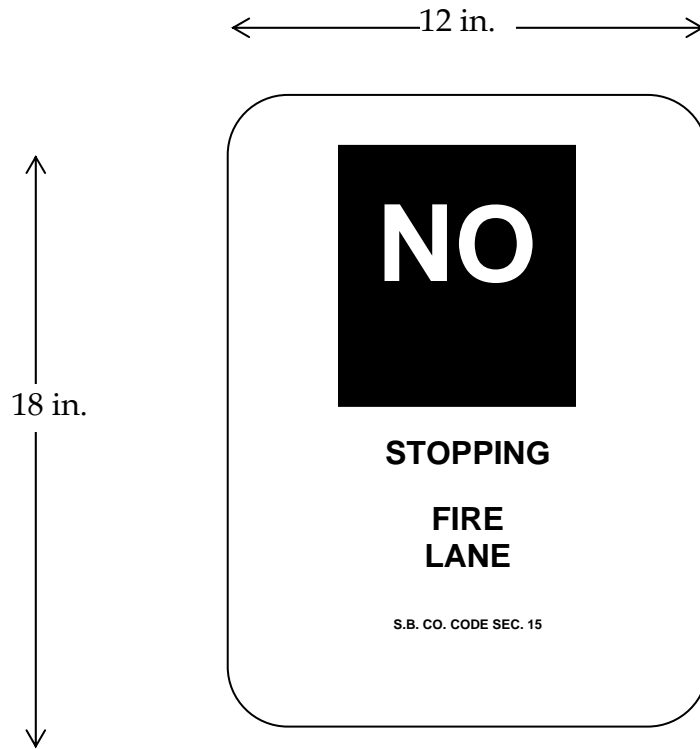 12 in.
NO
18 in.
STOPPING
FIRE
LANE
S.B. CO. CODE SEC. 15